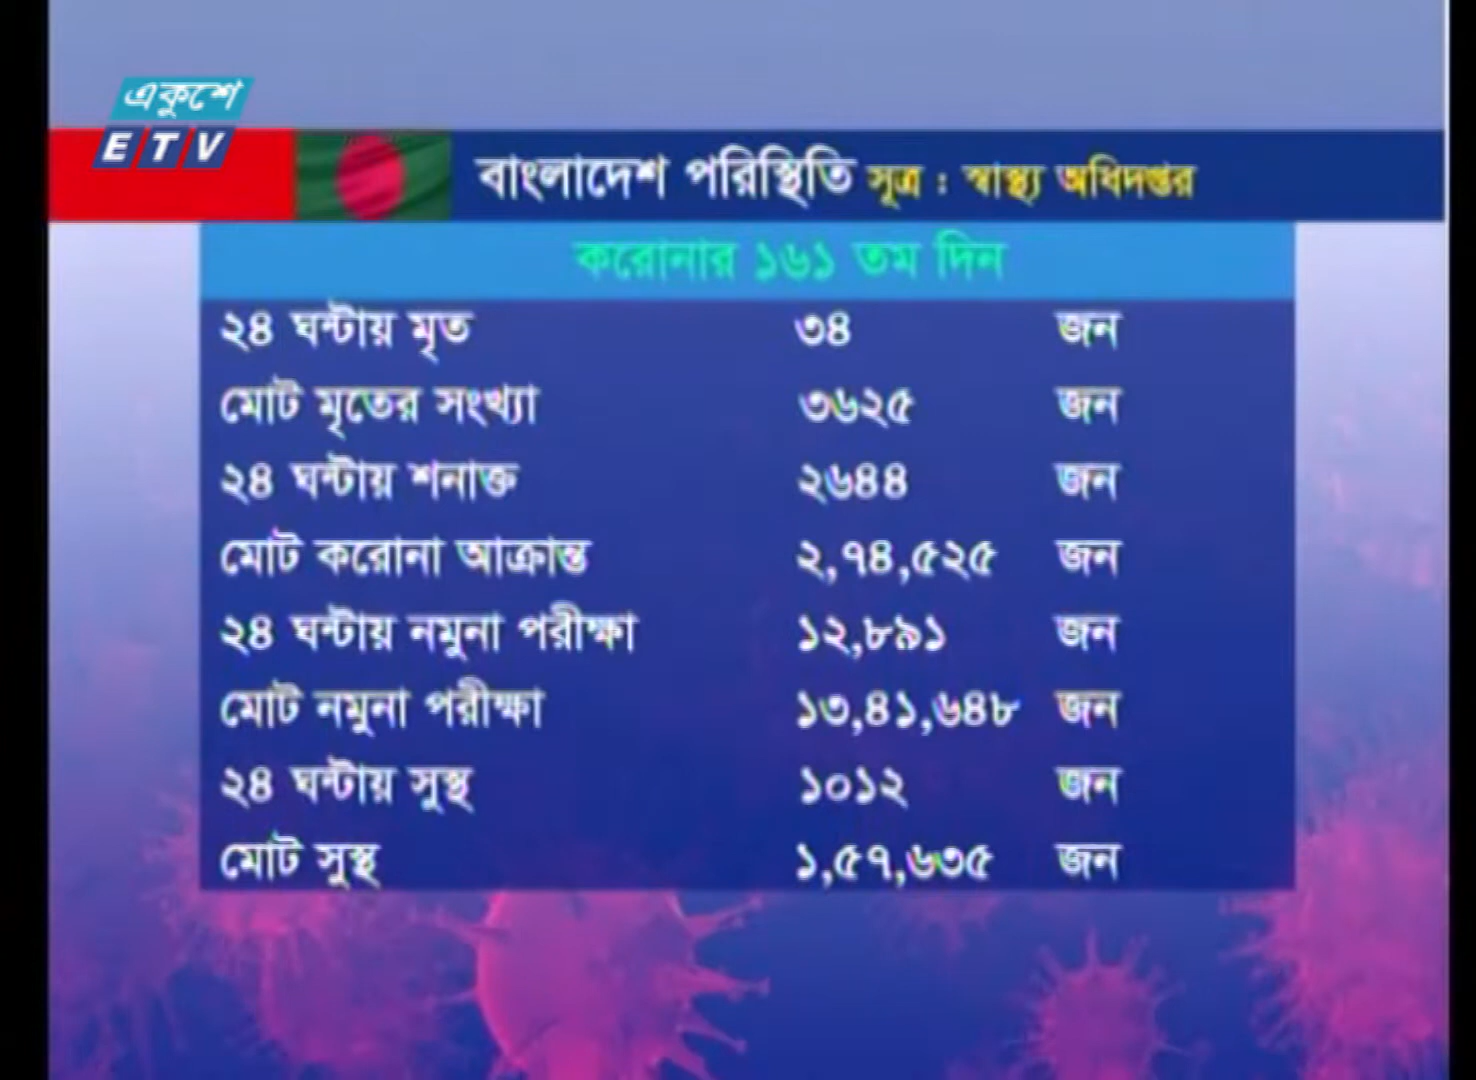 একুশে
ETV
বাংলাদেশ পরিস্থিতি সূত্র : স্বাস্থ্য অধিদপ্তর
করোনার ১৬১ তম দিন
২৪ ঘন্টায় মৃত ৩৪ জন
মোট মৃতের সংখ্যা ৩৬২৫ জন
২৪ ঘন্টায় শনাক্ত ২৬৪৪ জন
মোট করোনা আক্রান্ত ২,৭৪,৫২৫ জন
২৪ ঘন্টায় নমুনা পরীক্ষা ১২,৮৯১ জন
মোট নমুনা পরীক্ষা ১৩,৪১,৬৪৮ জন
২৪ ঘন্টায় সুস্থ ১০১২ জন
মোট সুস্থ ১,৫৭,৬৩৫ জন